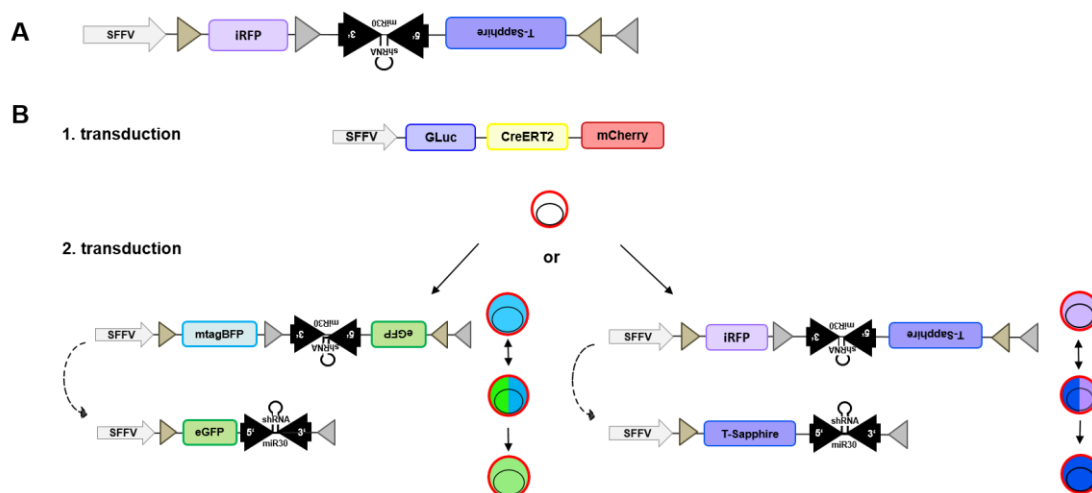 A
SFFV
iRFP
3'
miR30
shRNA
5'
T-Sapphire
B
1. transduction
SFFV
GLuc
CreERT2
mCherry
2. transduction
or
SFFV
mtagBFP
3'
miR30
shRNA
5'
eGFP
SFFV
iRFP
3'
miR30
shRNA
5'
T-Sapphire
SFFV
eGFP
5'
shRNA
miR30
3'
SFFV
T-Sapphire
5'
shRNA
miR30
3'